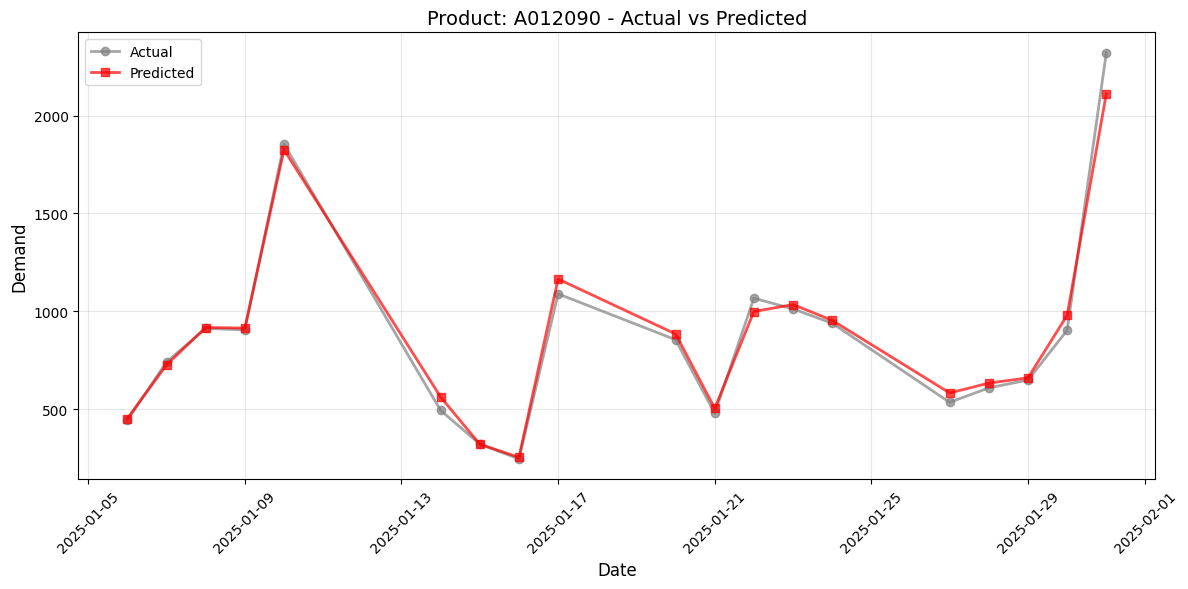 Product: A012090 - Actual vs Predicted
Actual
Predicted
Demand
2000
1500
1000
500
2025-01-05
2025-01-09
2025-01-13
2025-01-17
2025-01-21
2025-01-25
2025-01-29
2025-02-01
Date